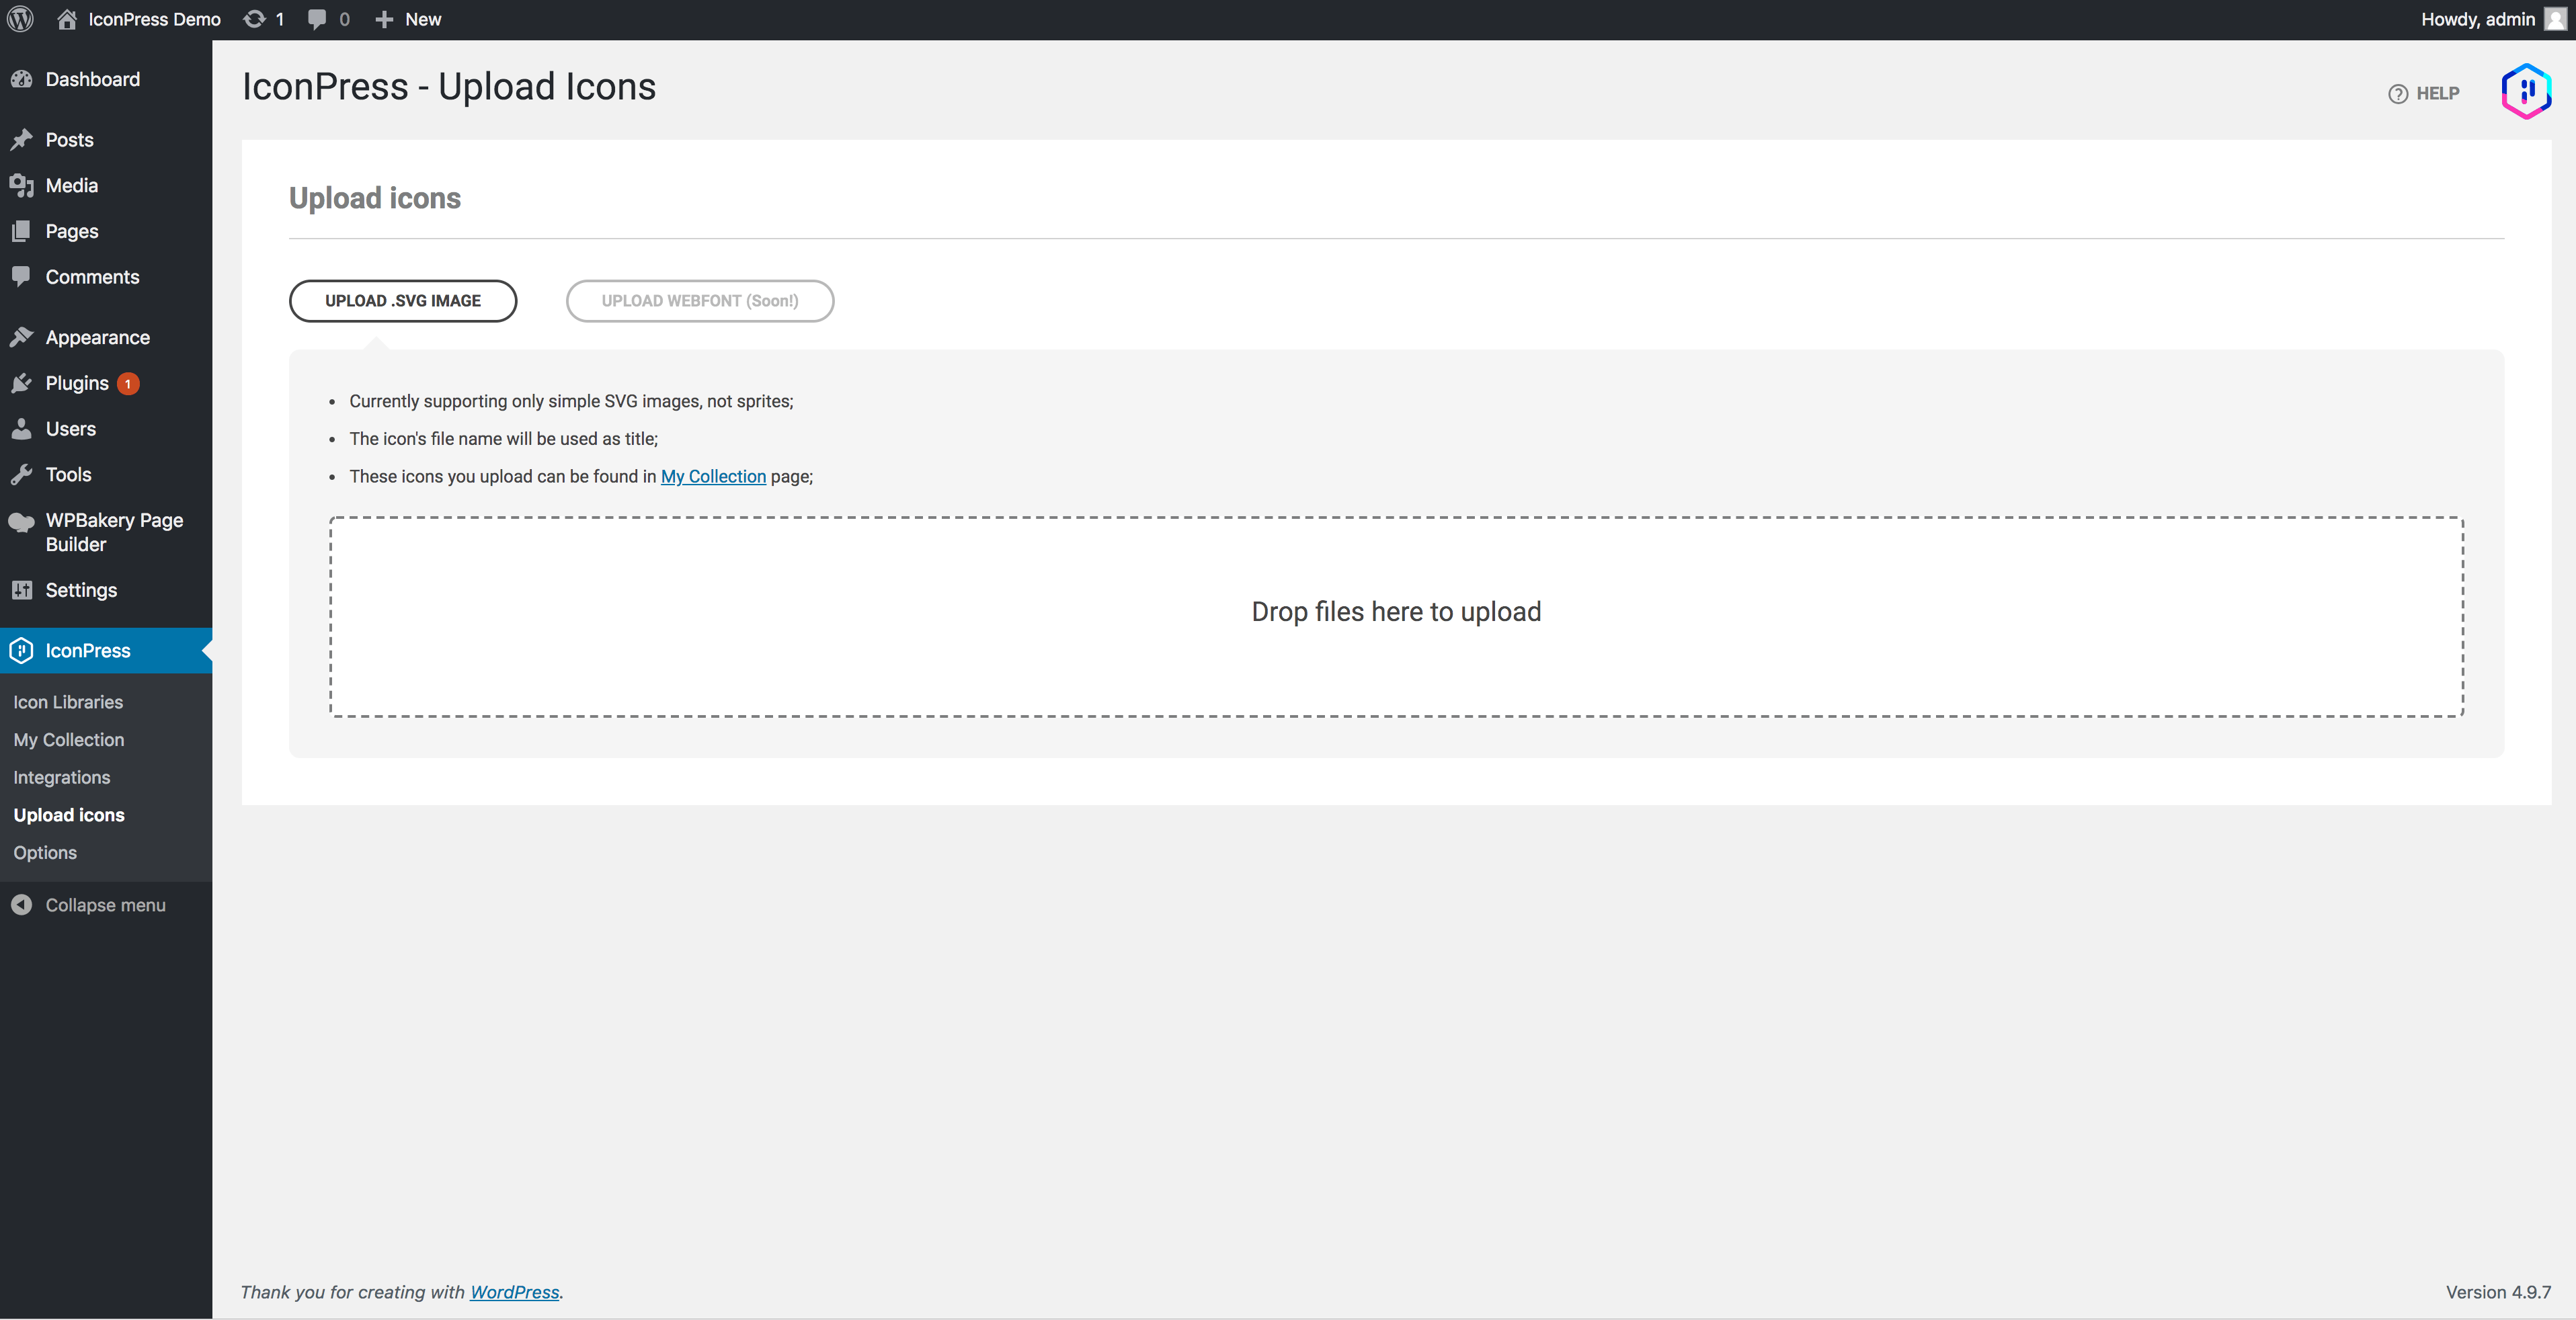 IconPress Demo 1 0 New Howdy, admin
Dashboard
Posts
Media
Pages
Comments
Appearance
Plugins 1
Users
Tools
WPBakery Page
Builder
Settings
IconPress
Icon Libraries
My Collection
Integrations
Upload icons
Options
Collapse menu
IconPress - Upload Icons
HELP
Upload icons
UPLOAD .SVG IMAGE UPLOAD WEBFONT (Soon!)
Currently supporting only simple SVG images, not sprites;
The icon's file name will be used as title;
These icons you upload can be found in My Collection page;
Drop files here to upload
Thank you for creating with WordPress. Version 4.9.7